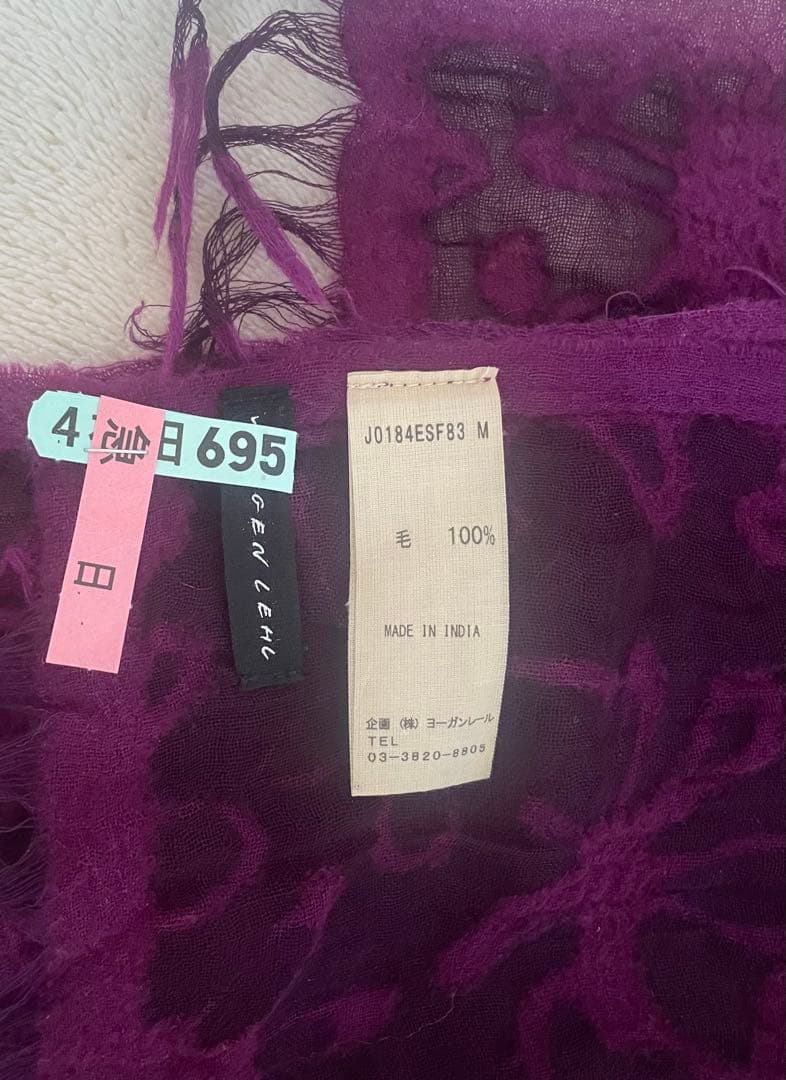 4
急
日 695
日
GEN LEHL
J0184ESF83 M
毛 100%
MADE IN INDIA
企画 (株) ヨーガンレール
TEL
03-3820-8805